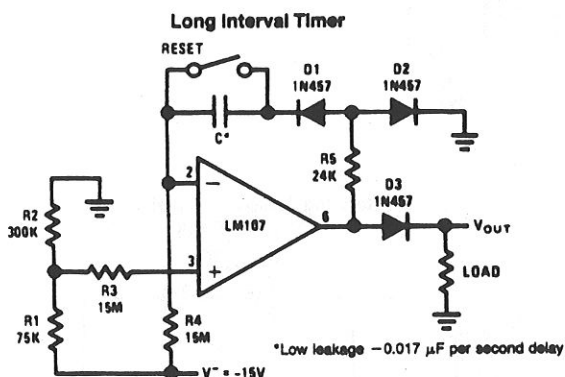 Long Interval Timer
RESET
D1
1N457
D2
1N457
C*
R5
24K
D3
1N457
2
−
LM107
6
3
+
VOUT
LOAD
R2
300K
R3
15M
R1
75K
R4
15M
V⁻ = -15V
*Low leakage −0.017 μF per second delay